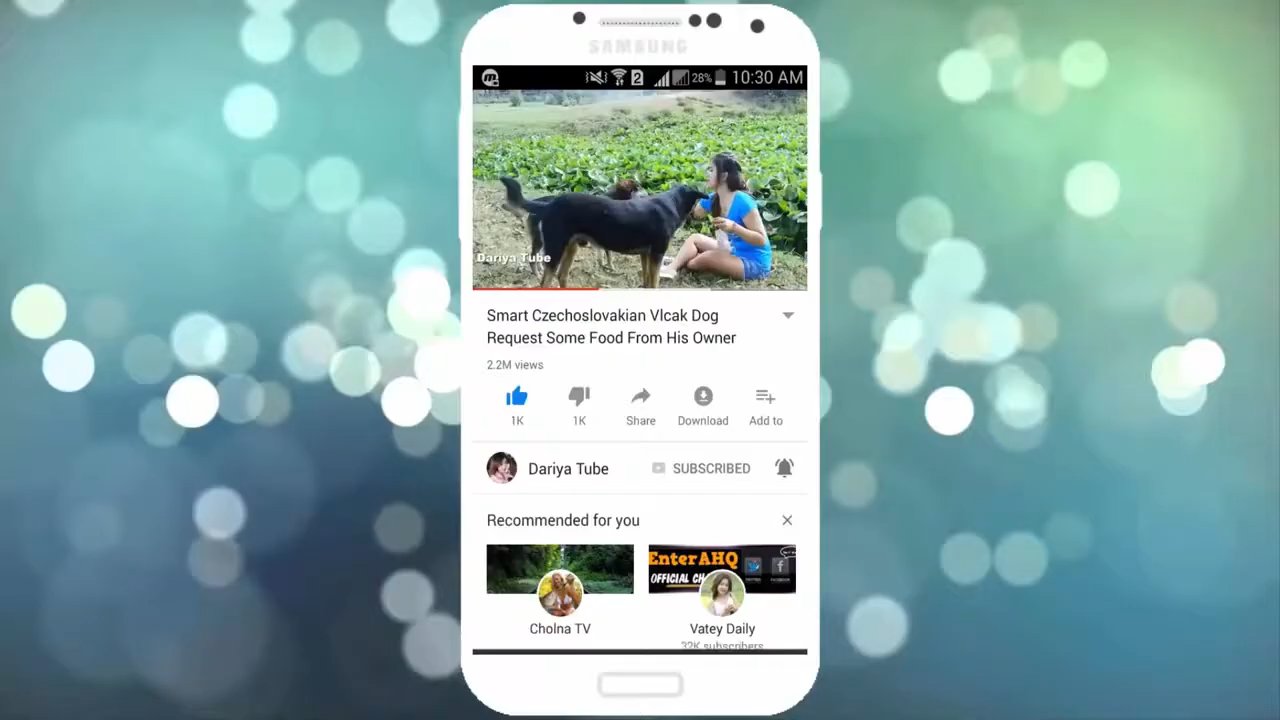 SAMSUNG
2 28% 10:30 AM
Dariya Tube
Smart Czechoslovakian Vlcak Dog
Request Some Food From His Owner
2.2M views
1K 1K Share Download Add to
Dariya Tube SUBSCRIBED
Recommended for you
EnterAHQ
OFFICIAL CH
Cholna TV Vatey Daily
32K subscribers